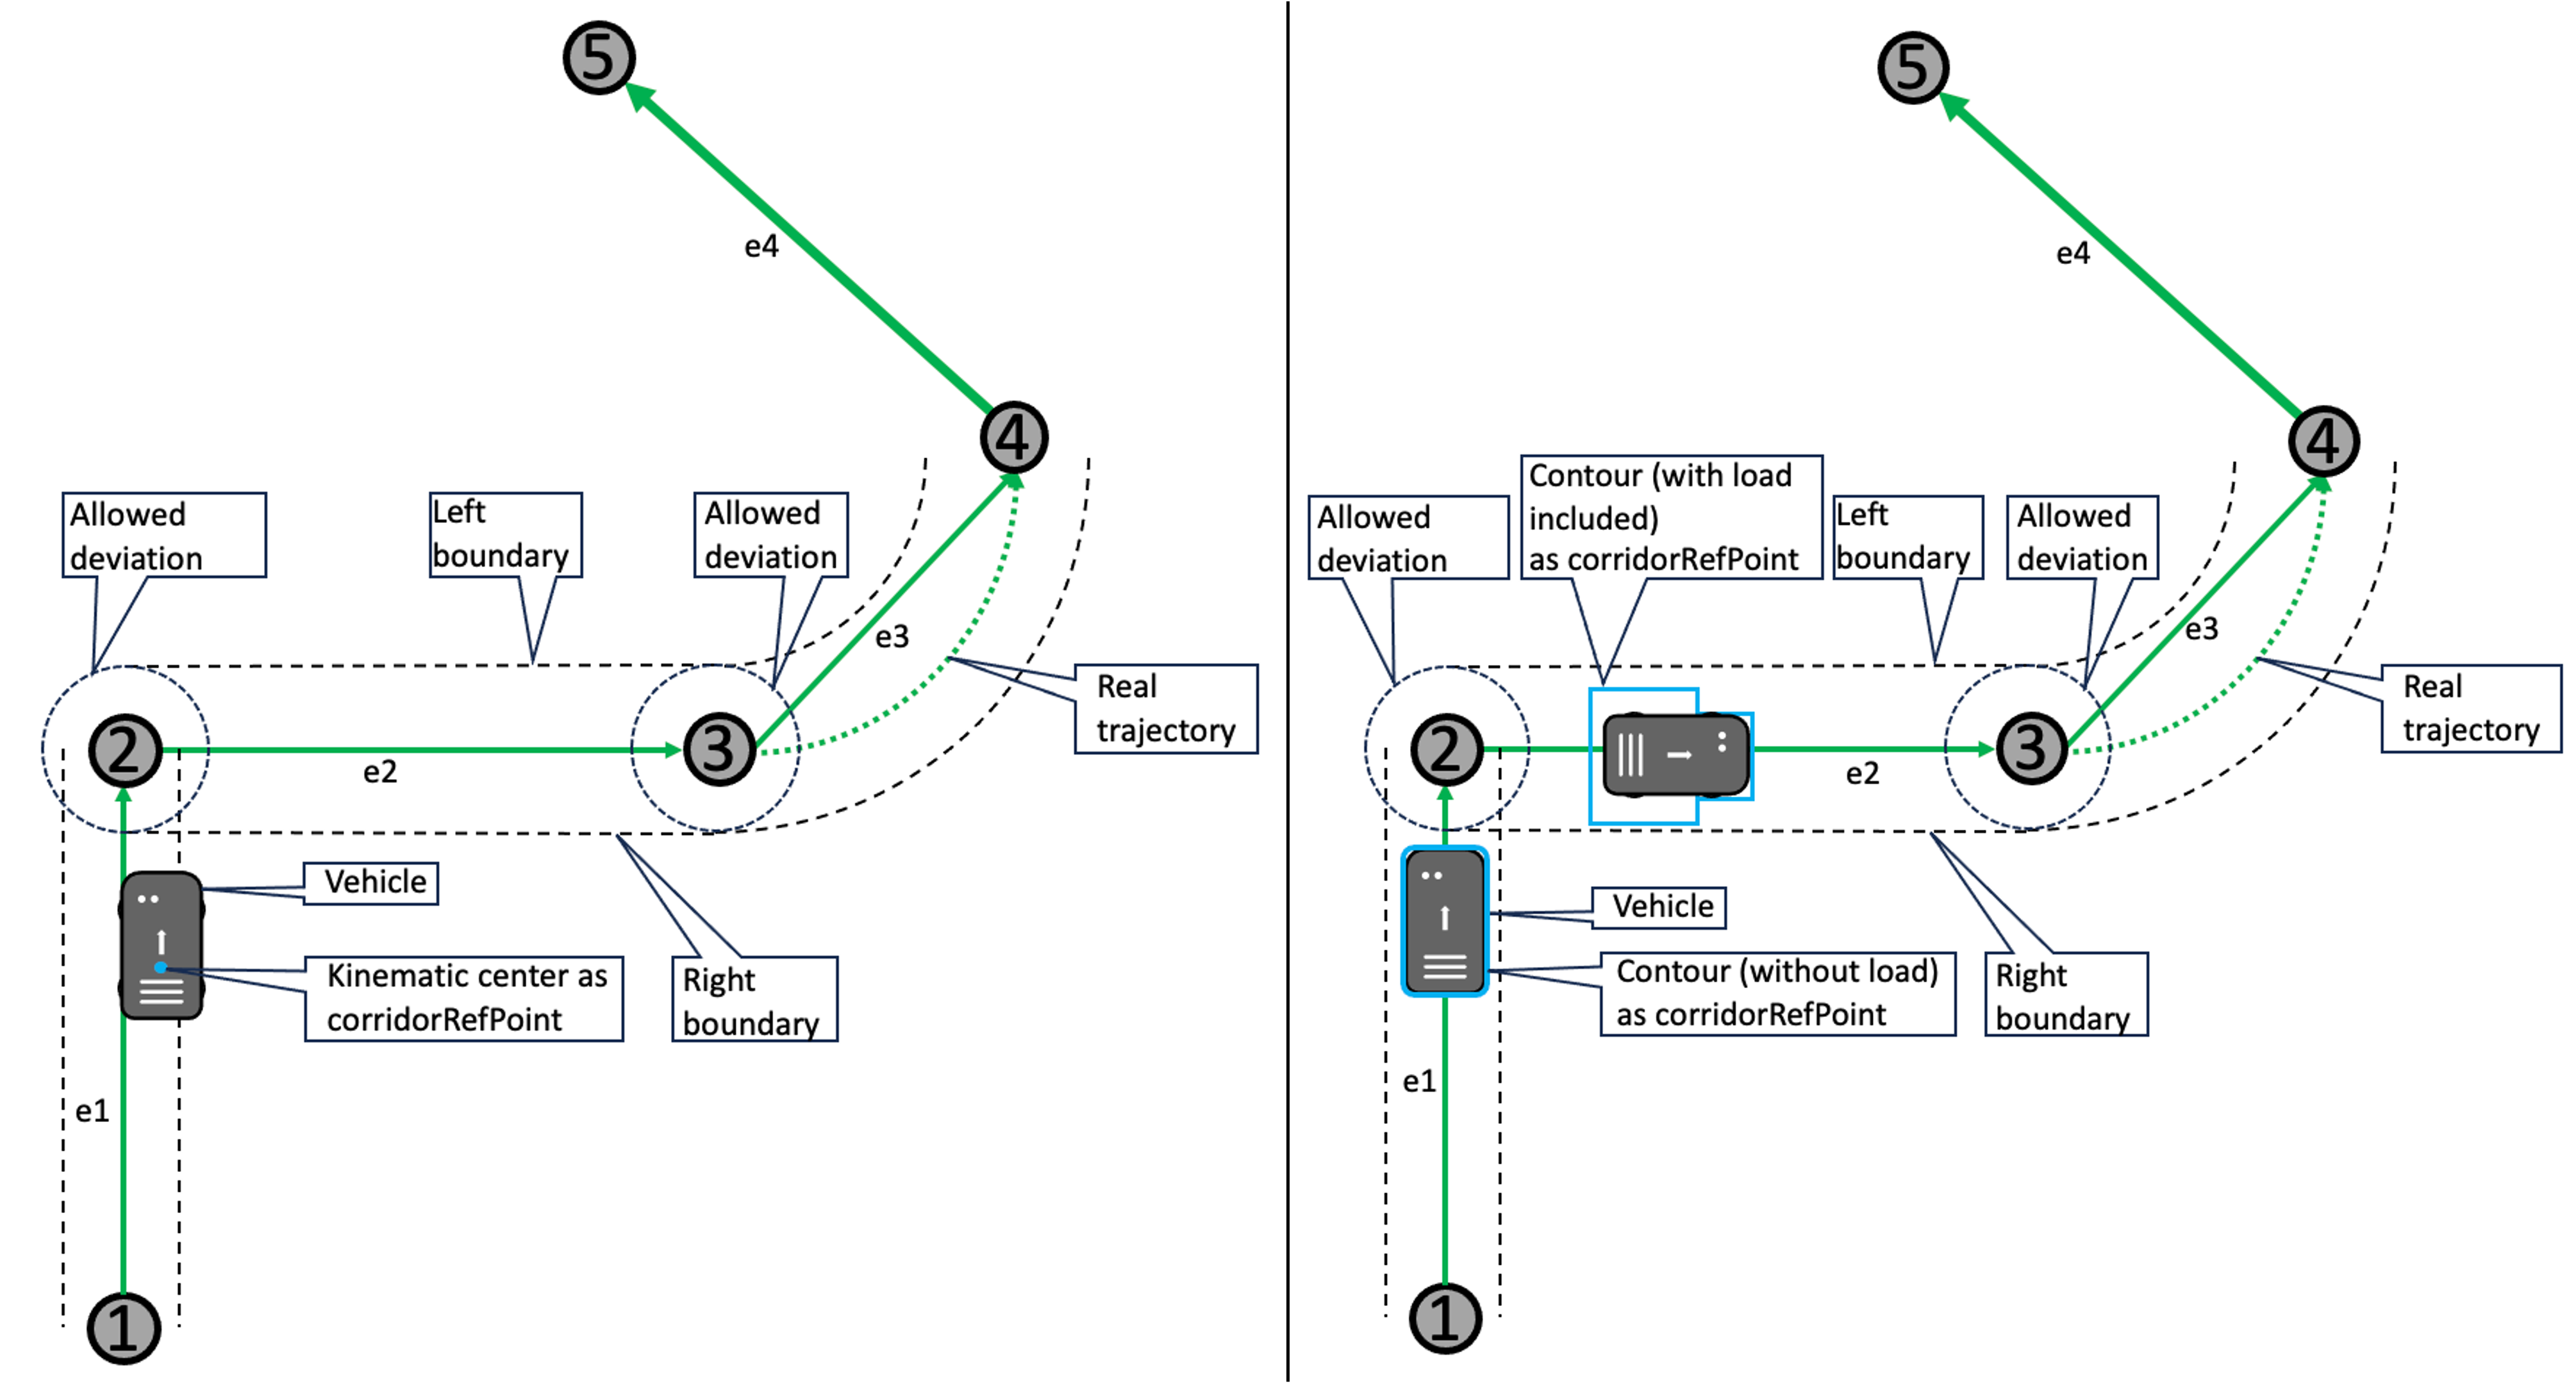 5
e4
4
Allowed
deviation
Left
boundary
Allowed
deviation
e3
Real
trajectory
2
3
e2
Vehicle
Kinematic center as
corridorRefPoint
Right
boundary
e1
1
5
e4
4
Allowed
deviation
Contour (with load
included)
as corridorRefPoint
Left
boundary
Allowed
deviation
e3
Real
trajectory
2
3
e2
Vehicle
Contour (without load)
as corridorRefPoint
Right
boundary
e1
1